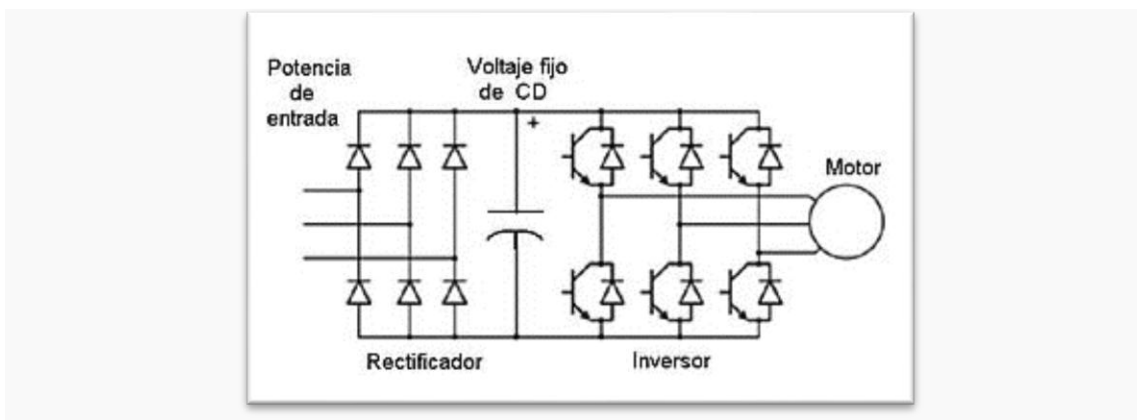 Potencia
de
entrada
Voltaje fijo
de CD
+
Motor
Rectificador
Inversor